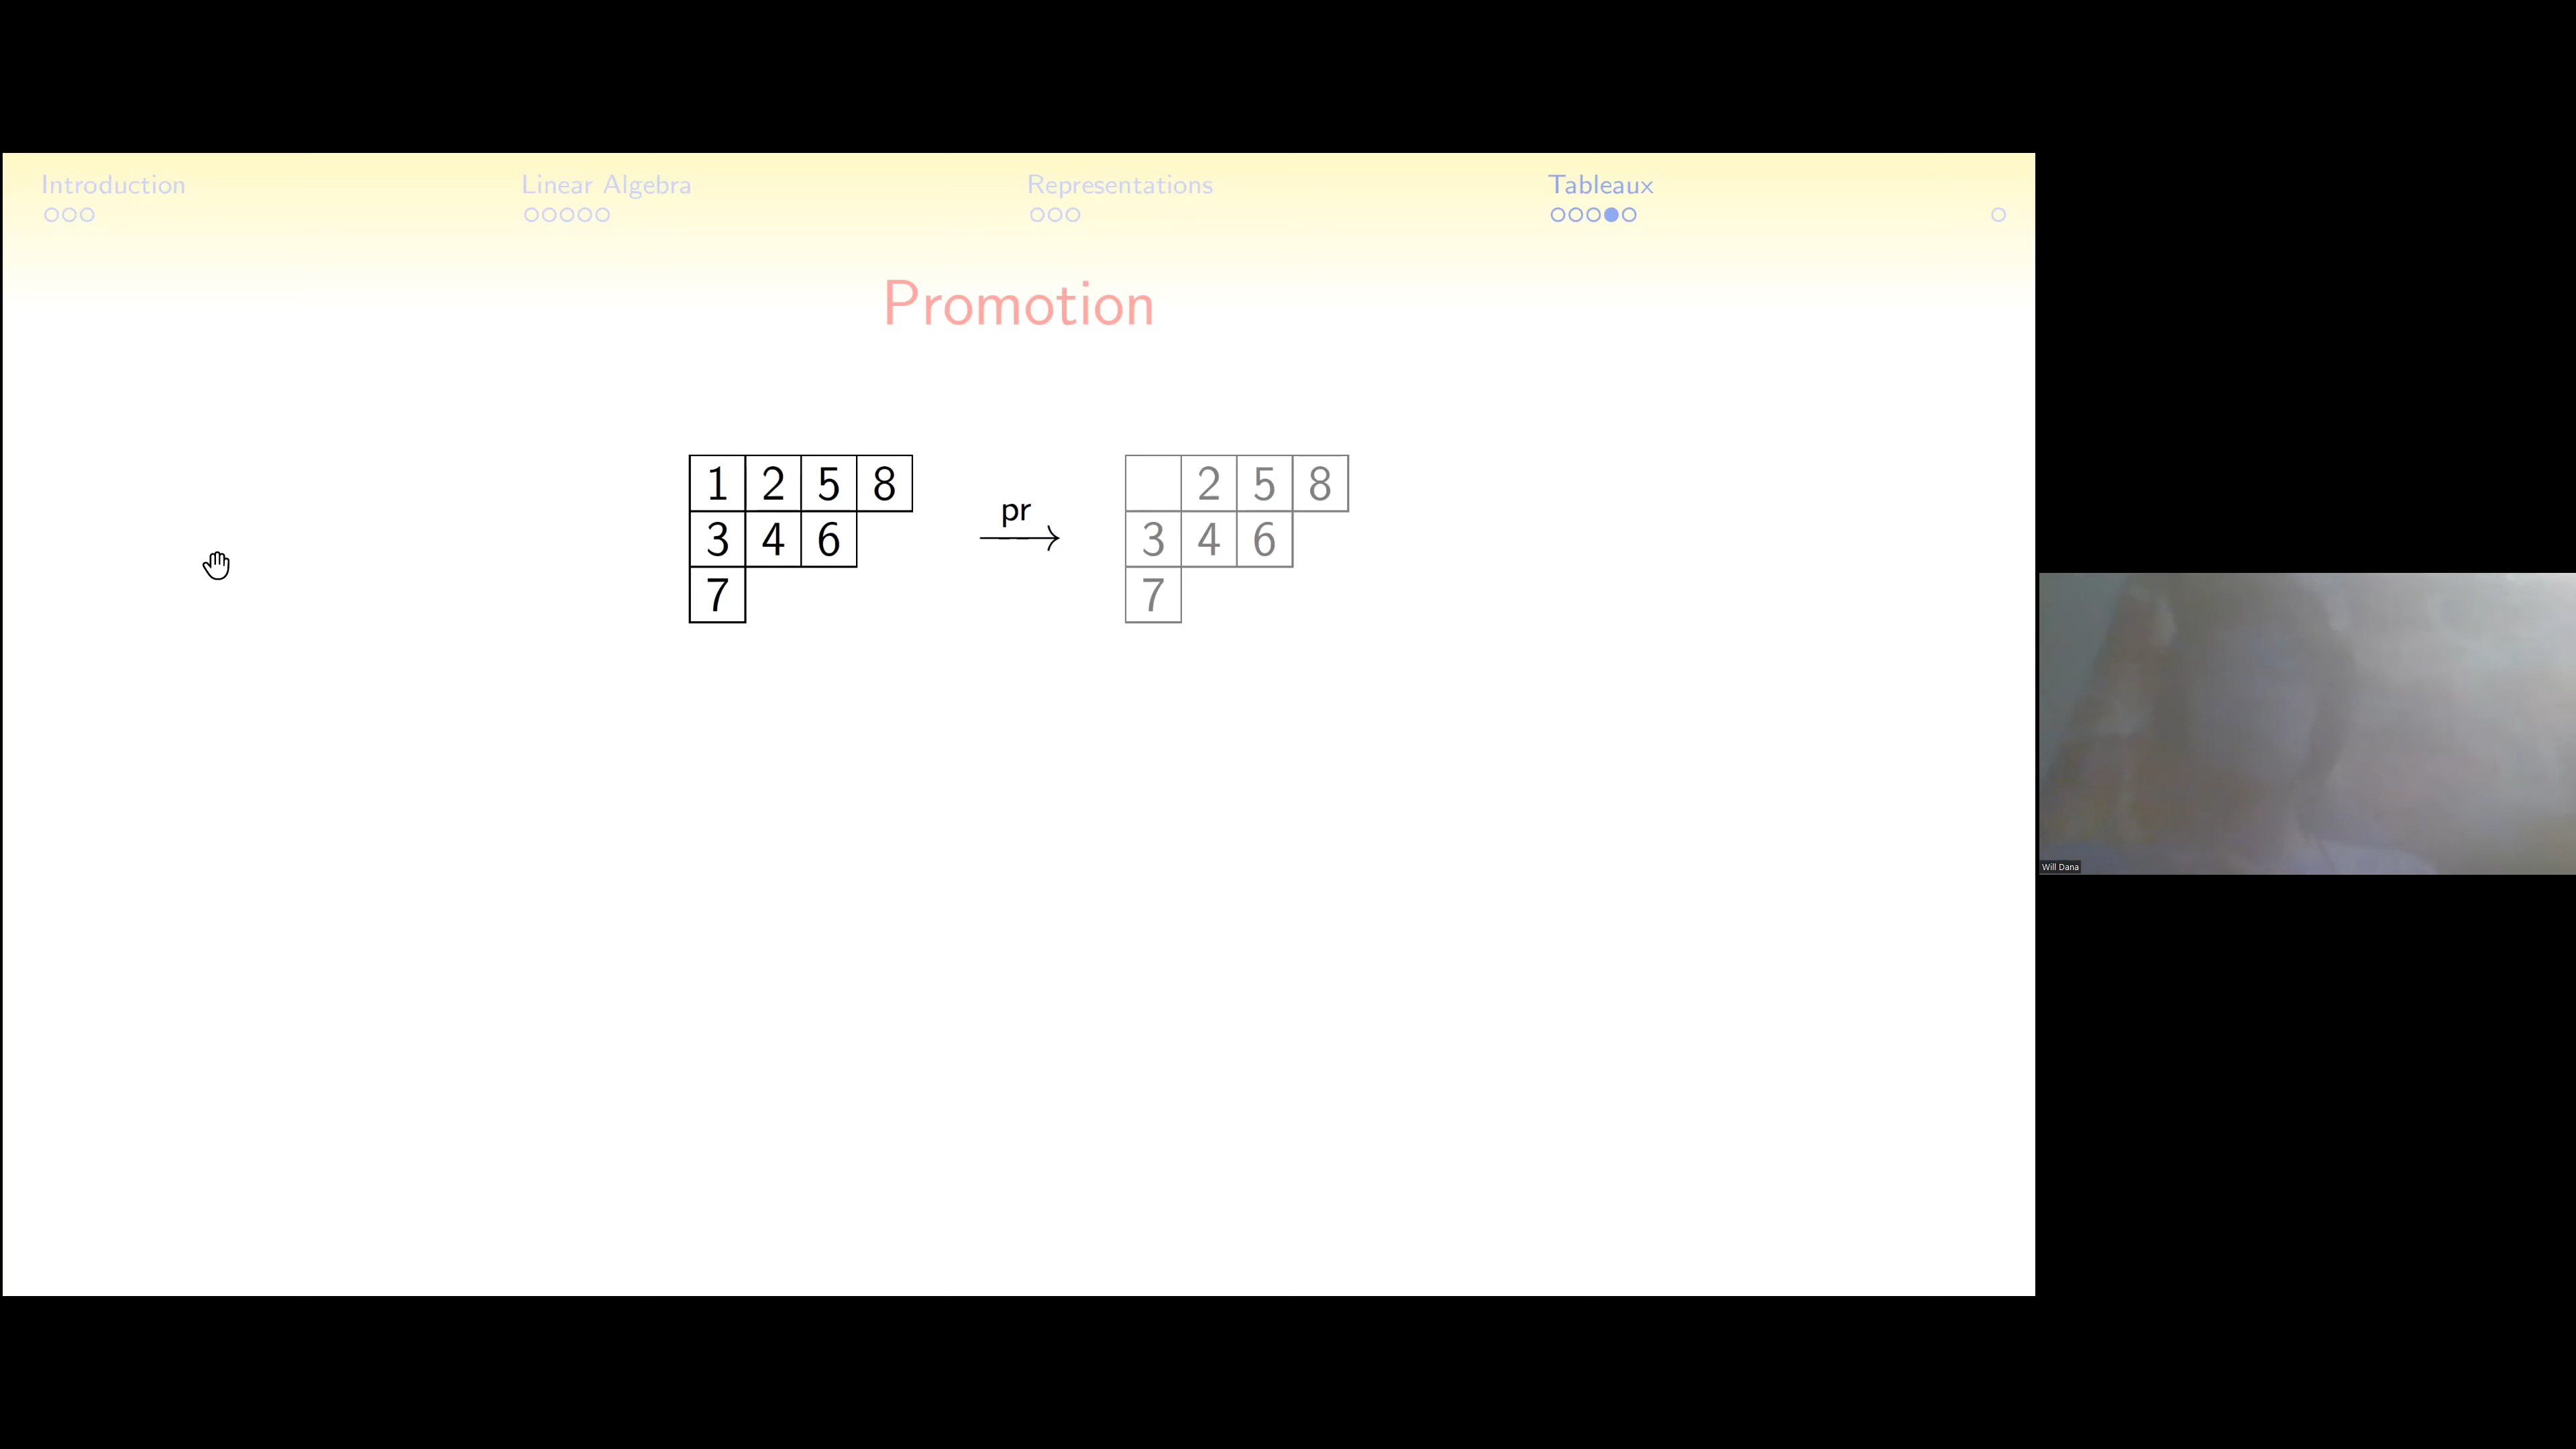 Introduction Linear Algebra Representations Tableaux
Promotion
1 2 5 8 2 5 8
pr
3 4 6 3 4 6
7 7
Will Dana